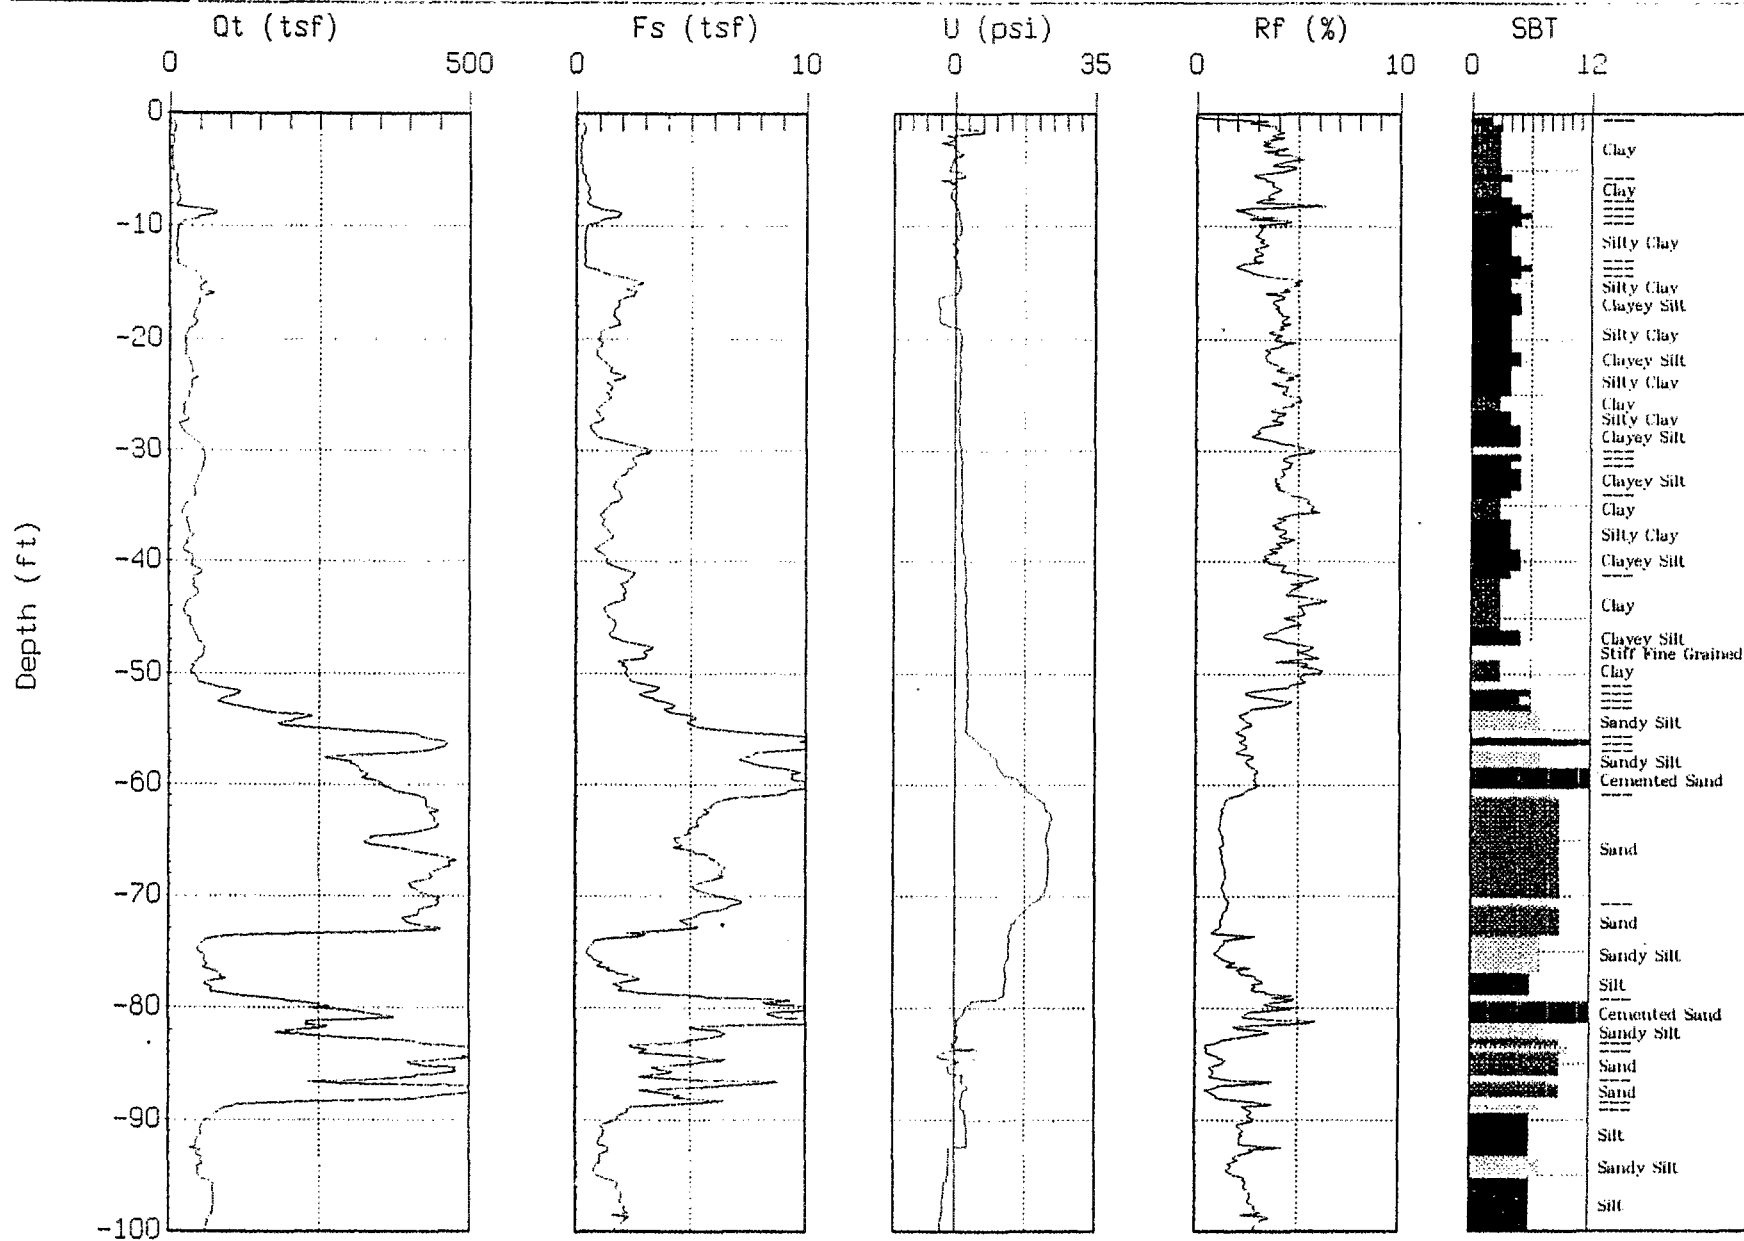 Qt (tsf)
Fs (tsf)
U (psi)
Rf (%)
SBT
0
500
0
10
0
35
0
10
0
12
Depth (ft)
0
-10
-20
-30
-40
-50
-60
-70
-80
-90
-100
Clay
Clay
Silty Clay
Silty Clay
Clayey Silt
Silty Clay
Clayey Silt
Silty Clay
Clay
Silty Clay
Clayey Silt
Clayey Silt
Clay
Silty Clay
Clayey Silt
Clay
Clayey Silt
Stiff Fine Grained
Clay
Sandy Silt
Sandy Silt
Cemented Sand
Sand
Sand
Sandy Silt
Silt
Cemented Sand
Sandy Silt
Sand
Sand
Silt
Sandy Silt
Silt